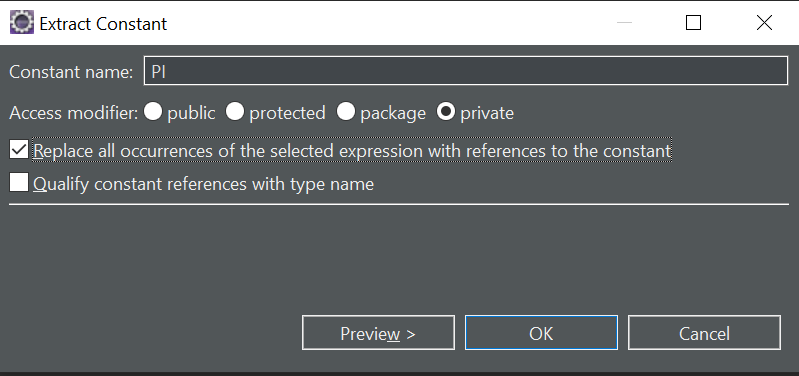 Extract Constant
Constant name: PI
Access modifier: public protected package private
Replace all occurrences of the selected expression with references to the constant
Qualify constant references with type name
Preview > OK Cancel